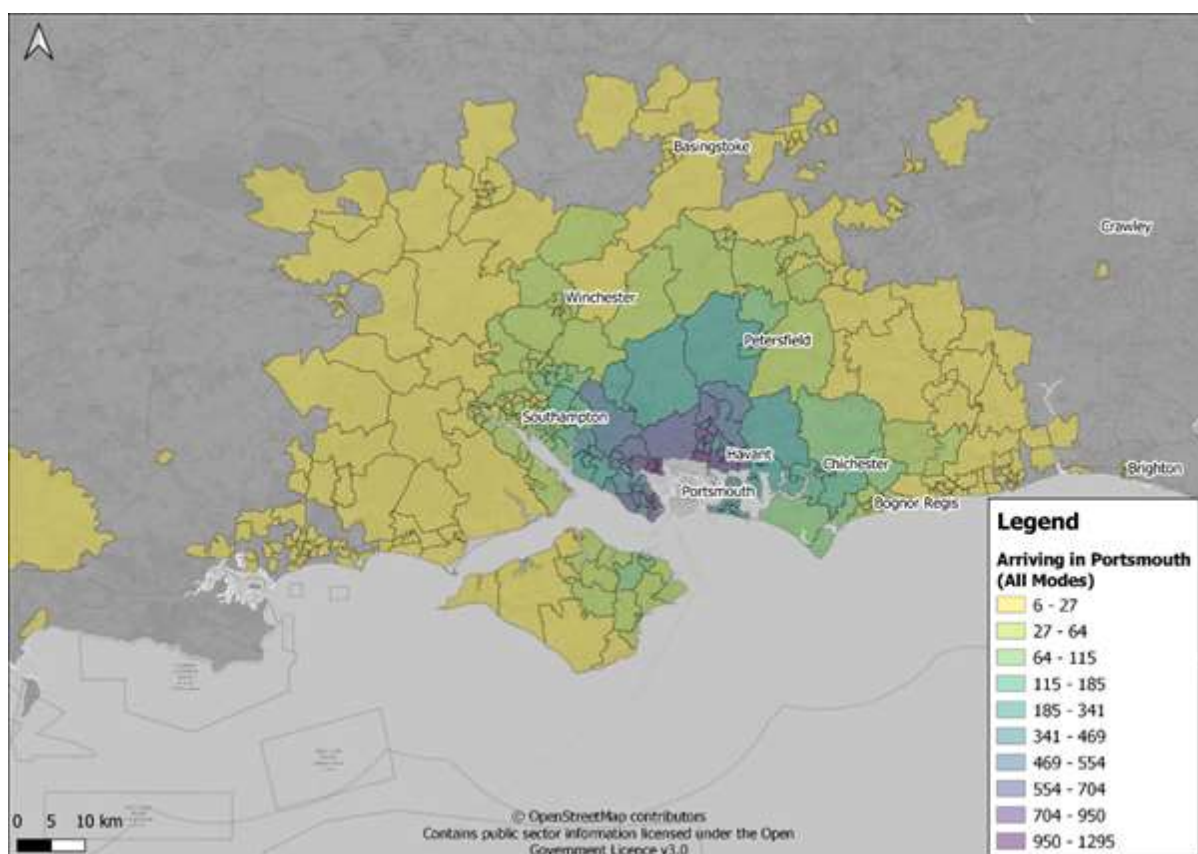 Basingstoke
Crawley
Winchester
Petersfield
Southampton
Havant
Chichester
Portsmouth
Bognor Regis
Brighton
Legend
Arriving in Portsmouth
(All Modes)
6 - 27
27 - 64
64 - 115
115 - 185
185 - 341
341 - 469
469 - 554
554 - 704
704 - 950
950 - 1295
0 5 10 km
© OpenStreetMap contributors
Contains public sector information licensed under the Open
Government Licence v3.0